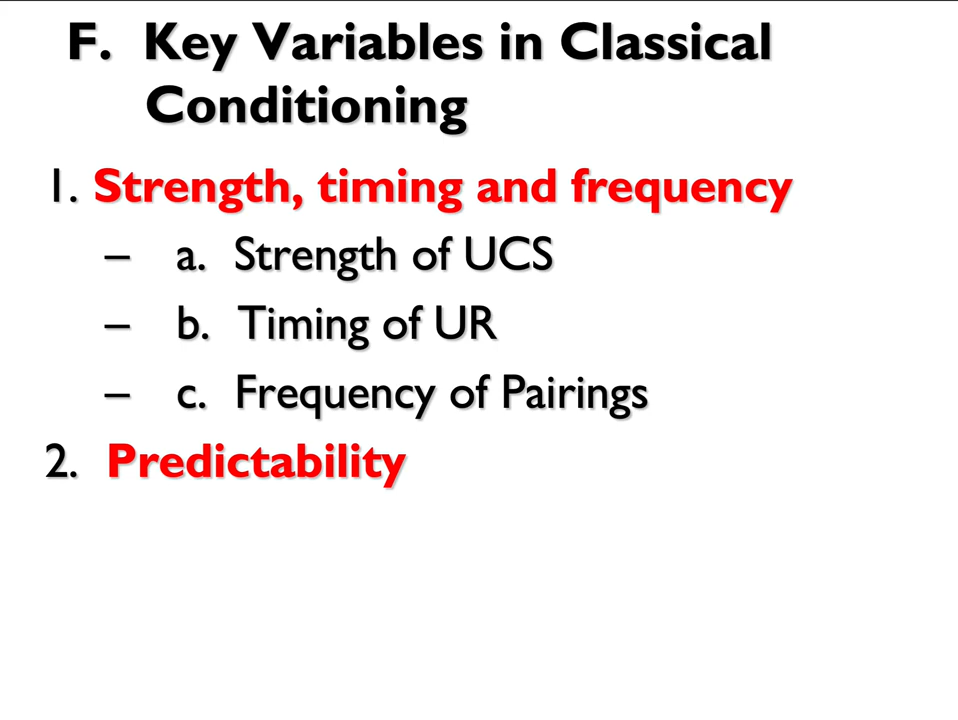 F. Key Variables in Classical
Conditioning
1. Strength, timing and frequency
– a. Strength of UCS
– b. Timing of UR
– c. Frequency of Pairings
2. Predictability